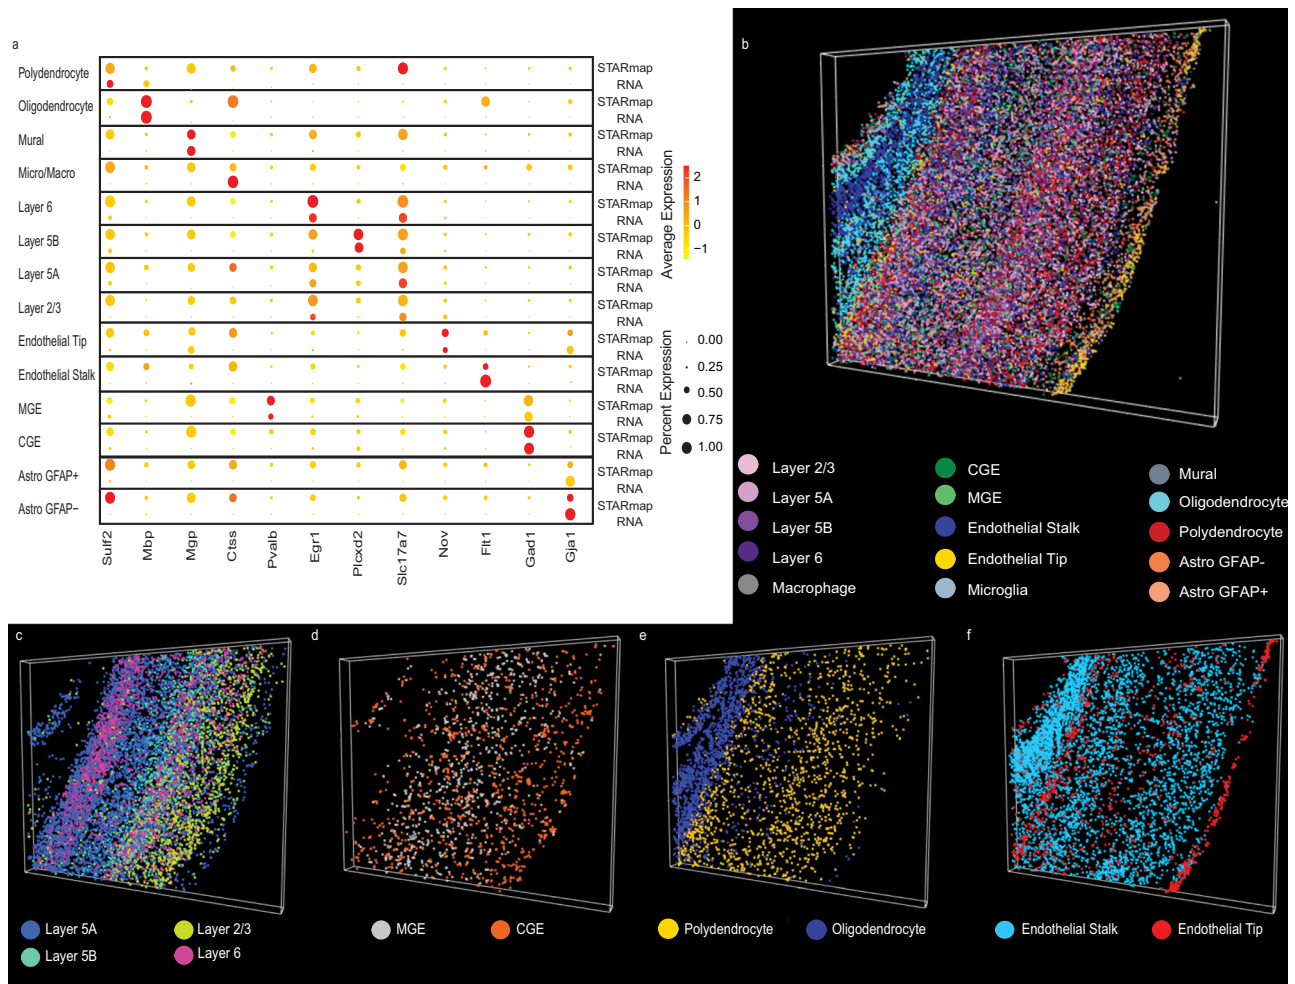 a
Polydendrocyte STARmap
RNA
Oligodendrocyte STARmap
RNA
Mural STARmap
RNA
Micro/Macro STARmap
RNA
Layer 6 STARmap
RNA
Layer 5B STARmap
RNA
Layer 5A STARmap
RNA
Layer 2/3 STARmap
RNA
Endothelial Tip STARmap
RNA
Endothelial Stalk STARmap
RNA
MGE STARmap
RNA
CGE STARmap
RNA
Astro GFAP+ STARmap
RNA
Astro GFAP− STARmap
RNA
Sulf2 Mbp Mgp Ctss Pvalb Egr1 Plcxd2 Slc17a7 Nov Flt1 Gad1 Gja1
Average Expression
2
1
0
−1
Percent Expression
0.00
0.25
0.50
0.75
1.00
b
Layer 2/3
Layer 5A
Layer 5B
Layer 6
Macrophage
CGE
MGE
Endothelial Stalk
Endothelial Tip
Microglia
Mural
Oligodendrocyte
Polydendrocyte
Astro GFAP-
Astro GFAP+
c
Layer 5A Layer 2/3
Layer 5B Layer 6
d
MGE CGE
e
Polydendrocyte Oligodendrocyte
f
Endothelial Stalk Endothelial Tip